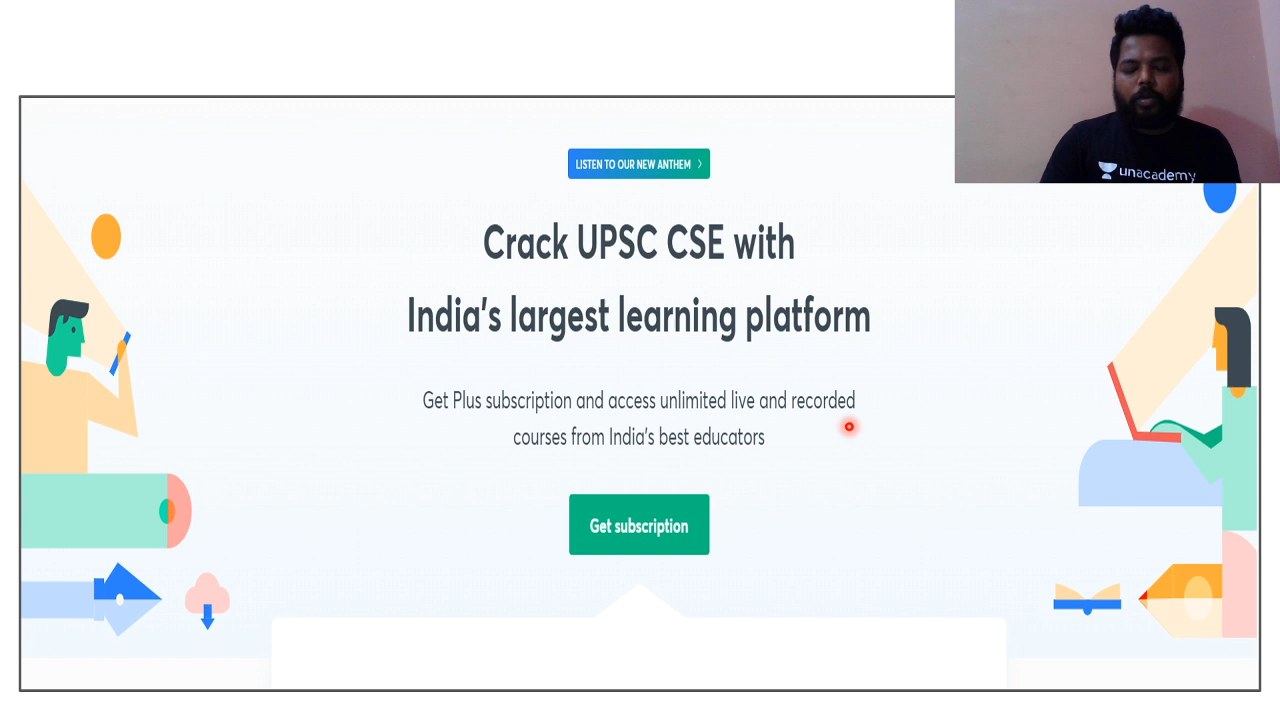 unacademy
LISTEN TO OUR NEW ANTHEM
Crack UPSC CSE with
India's largest learning platform
Get Plus subscription and access unlimited live and recorded
courses from India's best educators
Get subscription